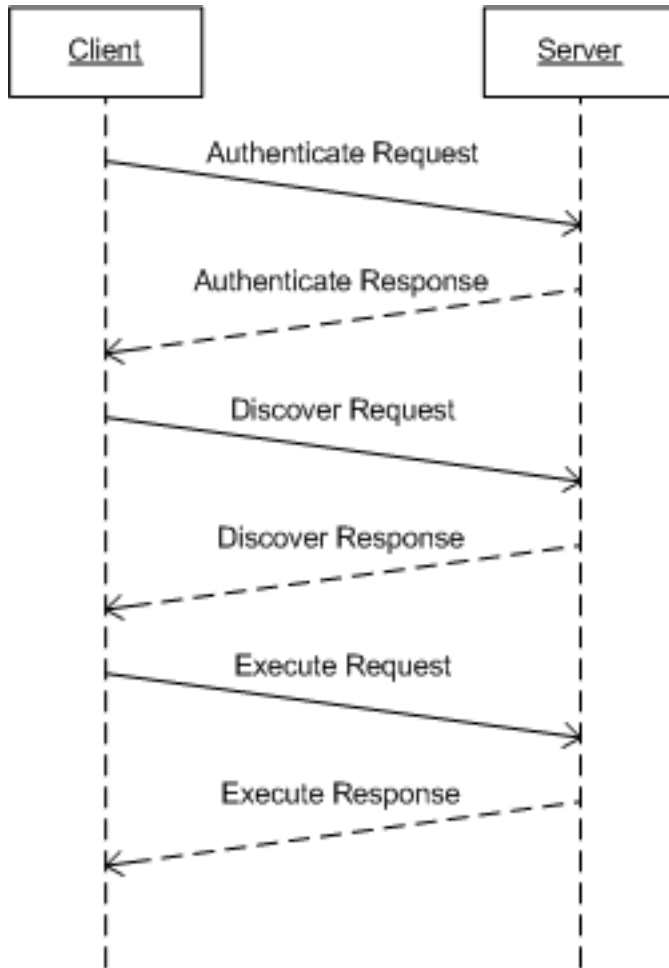 Client
Server
Authenticate Request
Authenticate Response
Discover Request
Discover Response
Execute Request
Execute Response